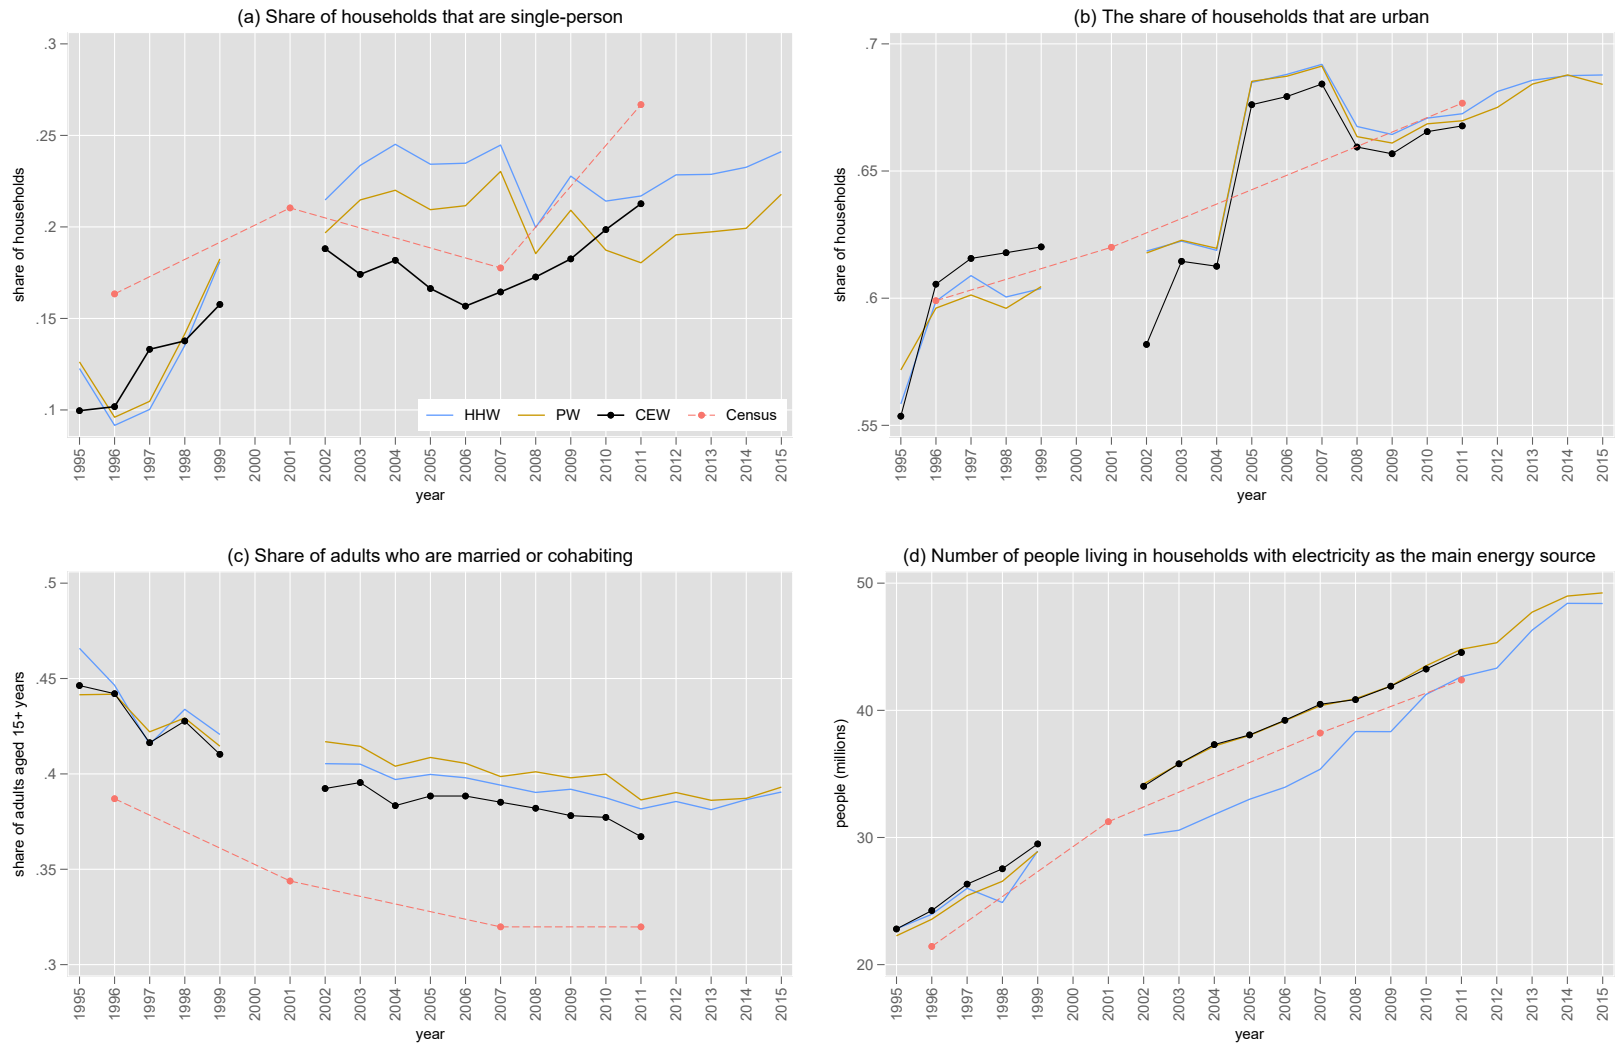 (a) Share of households that are single-person
share of households
.3
.25
.2
.15
.1
HHW PW CEW Census
1995 1996 1997 1998 1999 2000 2001 2002 2003 2004 2005 2006 2007 2008 2009 2010 2011 2012 2013 2014 2015
year
(b) The share of households that are urban
share of households
.7
.65
.6
.55
1995 1996 1997 1998 1999 2000 2001 2002 2003 2004 2005 2006 2007 2008 2009 2010 2011 2012 2013 2014 2015
year
(c) Share of adults who are married or cohabiting
share of adults aged 15+ years
.5
.45
.4
.35
.3
1995 1996 1997 1998 1999 2000 2001 2002 2003 2004 2005 2006 2007 2008 2009 2010 2011 2012 2013 2014 2015
year
(d) Number of people living in households with electricity as the main energy source
people (millions)
50
40
30
20
1995 1996 1997 1998 1999 2000 2001 2002 2003 2004 2005 2006 2007 2008 2009 2010 2011 2012 2013 2014 2015
year